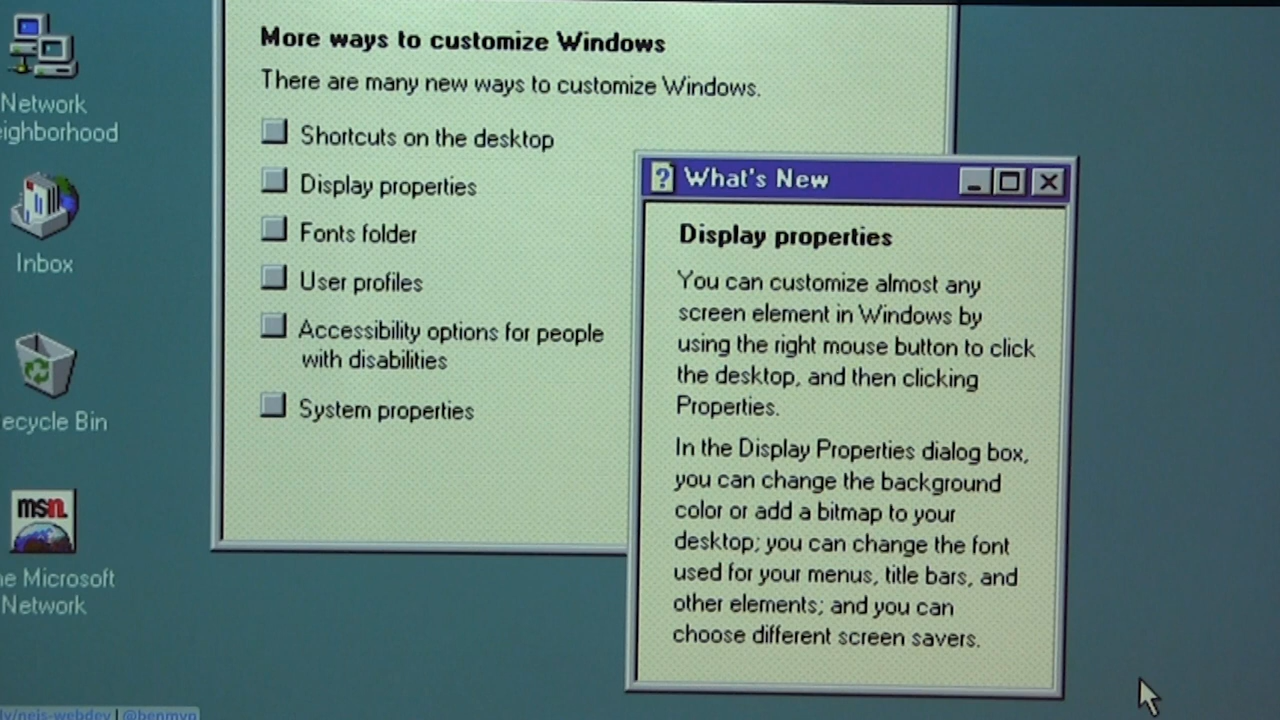 Network
eighborhood
Inbox
ecycle Bin
msn.
he Microsoft
Network
More ways to customize Windows
There are many new ways to customize Windows.
Shortcuts on the desktop
Display properties
Fonts folder
User profiles
Accessibility options for people
with disabilities
System properties
What's New
Display properties
You can customize almost any
screen element in Windows by
using the right mouse button to click
the desktop, and then clicking
Properties.
In the Display Properties dialog box,
you can change the background
color or add a bitmap to your
desktop; you can change the font
used for your menus, title bars, and
other elements; and you can
choose different screen savers.
ly/nejs-webdev | @benmvp